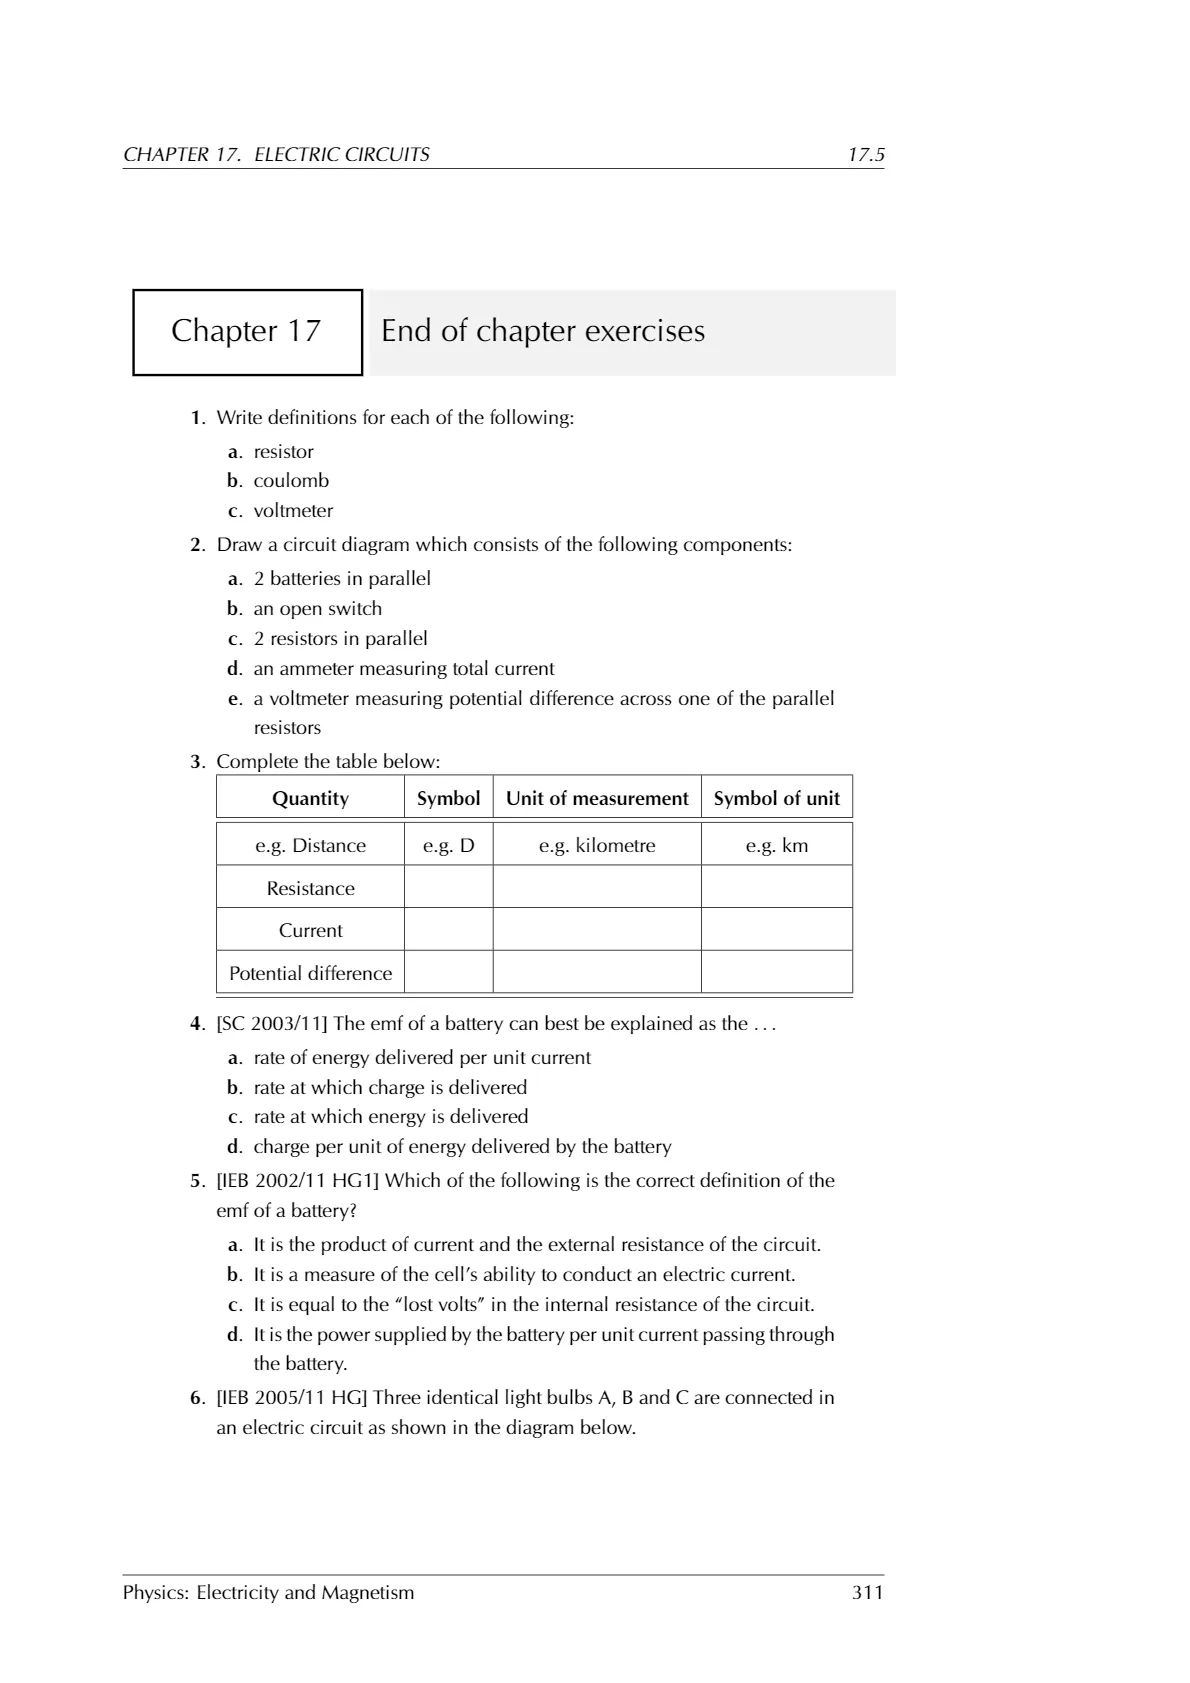 CHAPTER 17. ELECTRIC CIRCUITS 17.5
Chapter 17 End of chapter exercises
1. Write definitions for each of the following:
a. resistor
b. coulomb
c. voltmeter
2. Draw a circuit diagram which consists of the following components:
a. 2 batteries in parallel
b. an open switch
c. 2 resistors in parallel
d. an ammeter measuring total current
e. a voltmeter measuring potential difference across one of the parallel
resistors
3. Complete the table below:
Quantity Symbol Unit of measurement Symbol of unit
e.g. Distance e.g. D e.g. kilometre e.g. km
Resistance
Current
Potential difference
4. [SC 2003/11] The emf of a battery can best be explained as the . . .
a. rate of energy delivered per unit current
b. rate at which charge is delivered
c. rate at which energy is delivered
d. charge per unit of energy delivered by the battery
5. [IEB 2002/11 HG1] Which of the following is the correct definition of the
emf of a battery?
a. It is the product of current and the external resistance of the circuit.
b. It is a measure of the cell’s ability to conduct an electric current.
c. It is equal to the “lost volts” in the internal resistance of the circuit.
d. It is the power supplied by the battery per unit current passing through
the battery.
6. [IEB 2005/11 HG] Three identical light bulbs A, B and C are connected in
an electric circuit as shown in the diagram below.
Physics: Electricity and Magnetism 311